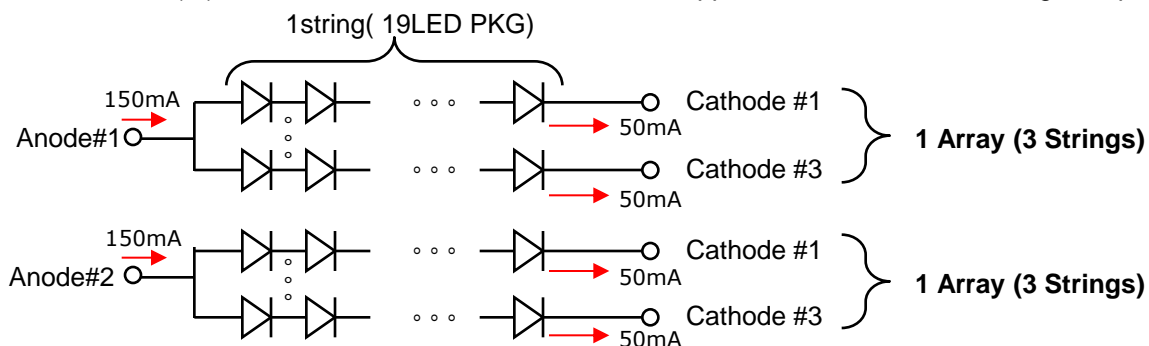 1string( 19LED PKG)
150mA
Anode#1
Cathode #1
50mA
Cathode #3
50mA
1 Array (3 Strings)
150mA
Anode#2
Cathode #1
50mA
Cathode #3
50mA
1 Array (3 Strings)